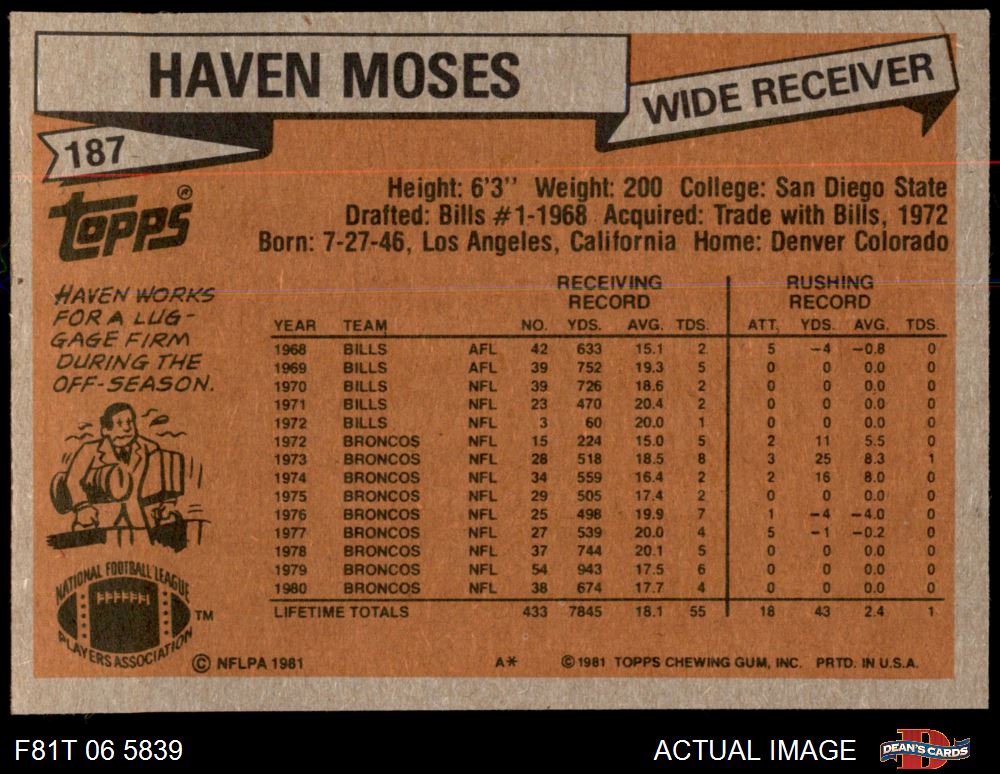 HAVEN MOSES
WIDE RECEIVER
187
TOPPS®
Height: 6'3'' Weight: 200 College: San Diego State
Drafted: Bills #1-1968 Acquired: Trade with Bills, 1972
Born: 7-27-46, Los Angeles, California Home: Denver Colorado
HAVEN WORKS
FOR A LUG-
GAGE FIRM
DURING THE
OFF-SEASON.
RECEIVING RUSHING
RECORD RECORD
YEAR TEAM NO. YDS. AVG. TDS. ATT. YDS. AVG. TDS.
1968 BILLS AFL 42 633 15.1 2 5 -4 -0.8 0
1969 BILLS AFL 39 752 19.3 5 0 0 0.0 0
1970 BILLS NFL 39 726 18.6 2 0 0 0.0 0
1971 BILLS NFL 23 470 20.4 2 0 0 0.0 0
1972 BILLS NFL 3 60 20.0 1 0 0 0.0 0
1972 BRONCOS NFL 15 224 15.0 5 2 11 5.5 0
1973 BRONCOS NFL 28 518 18.5 8 3 25 8.3 1
1974 BRONCOS NFL 34 559 16.4 2 2 16 8.0 0
1975 BRONCOS NFL 29 505 17.4 2 0 0 0.0 0
1976 BRONCOS NFL 25 498 19.9 7 1 -4 -4.0 0
1977 BRONCOS NFL 27 539 20.0 4 5 -1 -0.2 0
1978 BRONCOS NFL 37 744 20.1 5 0 0 0.0 0
1979 BRONCOS NFL 54 943 17.5 6 0 0 0.0 0
1980 BRONCOS NFL 38 674 17.7 4 0 0 0.0 0
LIFETIME TOTALS 433 7845 18.1 55 18 43 2.4 1
NATIONAL FOOTBALL LEAGUE
PLAYERS ASSOCIATION
TM
© NFLPA 1981 A* © 1981 TOPPS CHEWING GUM, INC. PRTD. IN U.S.A.
F81T 06 5839 ACTUAL IMAGE DEAN'S CARDS